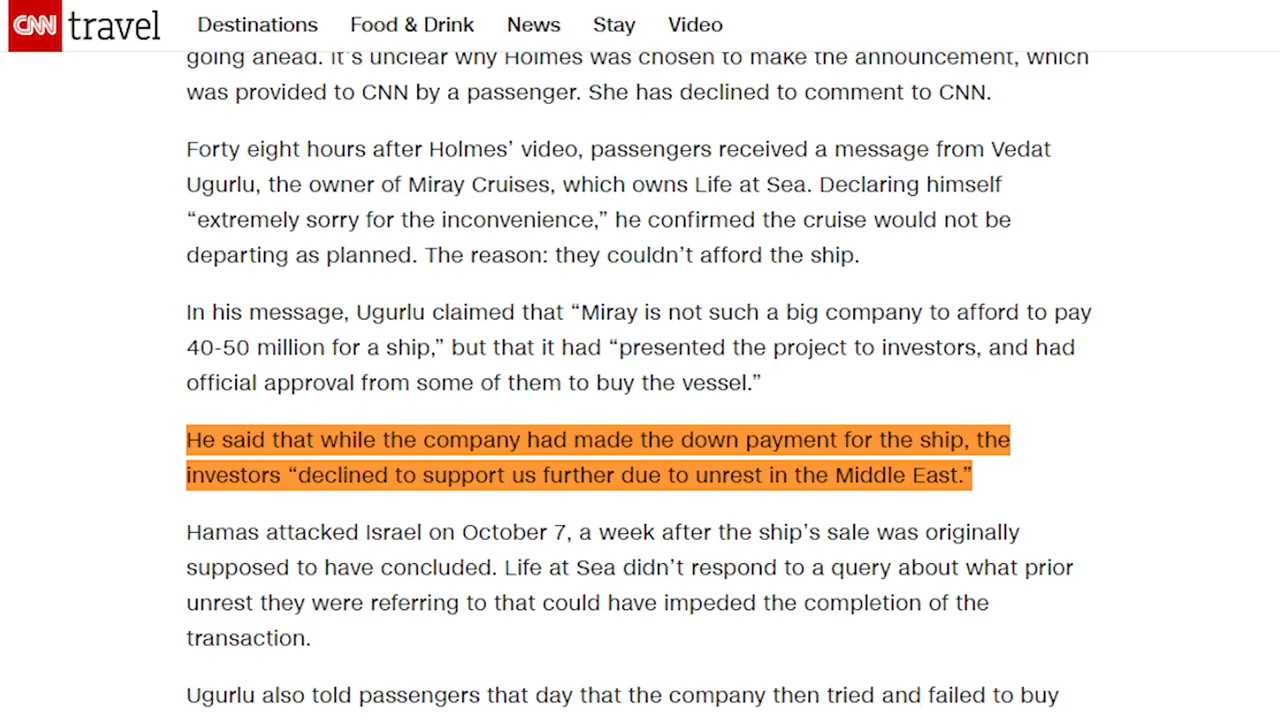 CNN travel Destinations Food & Drink News Stay Video
going ahead. It's unclear why Holmes was chosen to make the announcement, which
was provided to CNN by a passenger. She has declined to comment to CNN.
Forty eight hours after Holmes’ video, passengers received a message from Vedat
Ugurlu, the owner of Miray Cruises, which owns Life at Sea. Declaring himself
“extremely sorry for the inconvenience,” he confirmed the cruise would not be
departing as planned. The reason: they couldn’t afford the ship.
In his message, Ugurlu claimed that “Miray is not such a big company to afford to pay
40-50 million for a ship,” but that it had “presented the project to investors, and had
official approval from some of them to buy the vessel.”
He said that while the company had made the down payment for the ship, the
investors “declined to support us further due to unrest in the Middle East.”
Hamas attacked Israel on October 7, a week after the ship’s sale was originally
supposed to have concluded. Life at Sea didn’t respond to a query about what prior
unrest they were referring to that could have impeded the completion of the
transaction.
Ugurlu also told passengers that day that the company then tried and failed to buy